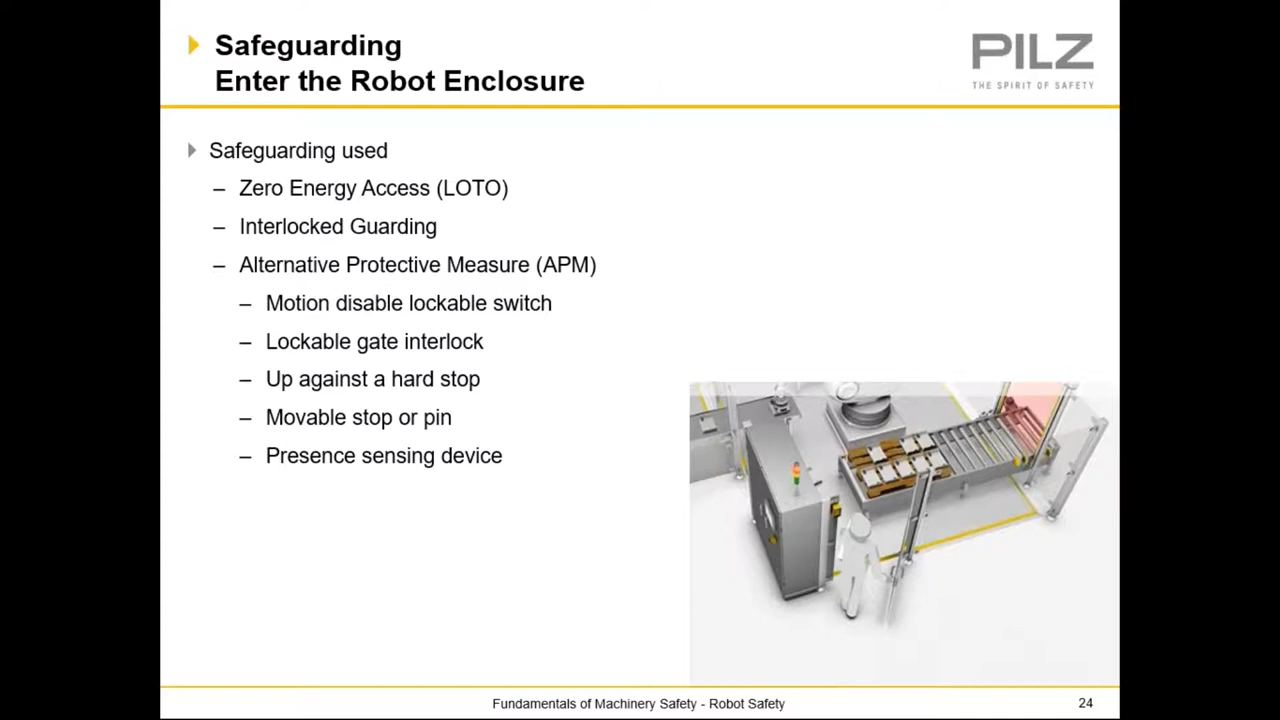 Safeguarding
Enter the Robot Enclosure
PILZ
THE SPIRIT OF SAFETY
Safeguarding used
– Zero Energy Access (LOTO)
– Interlocked Guarding
– Alternative Protective Measure (APM)
– Motion disable lockable switch
– Lockable gate interlock
– Up against a hard stop
– Movable stop or pin
– Presence sensing device
Fundamentals of Machinery Safety - Robot Safety
24